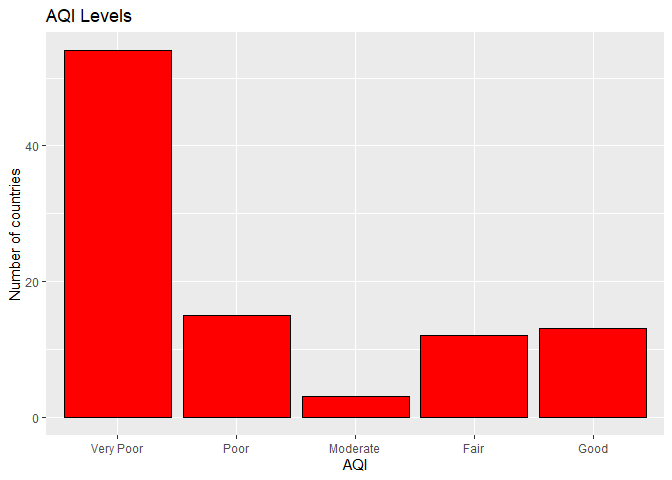 AQI Levels
Number of countries
40
20
0
Very Poor Poor Moderate Fair Good
AQI